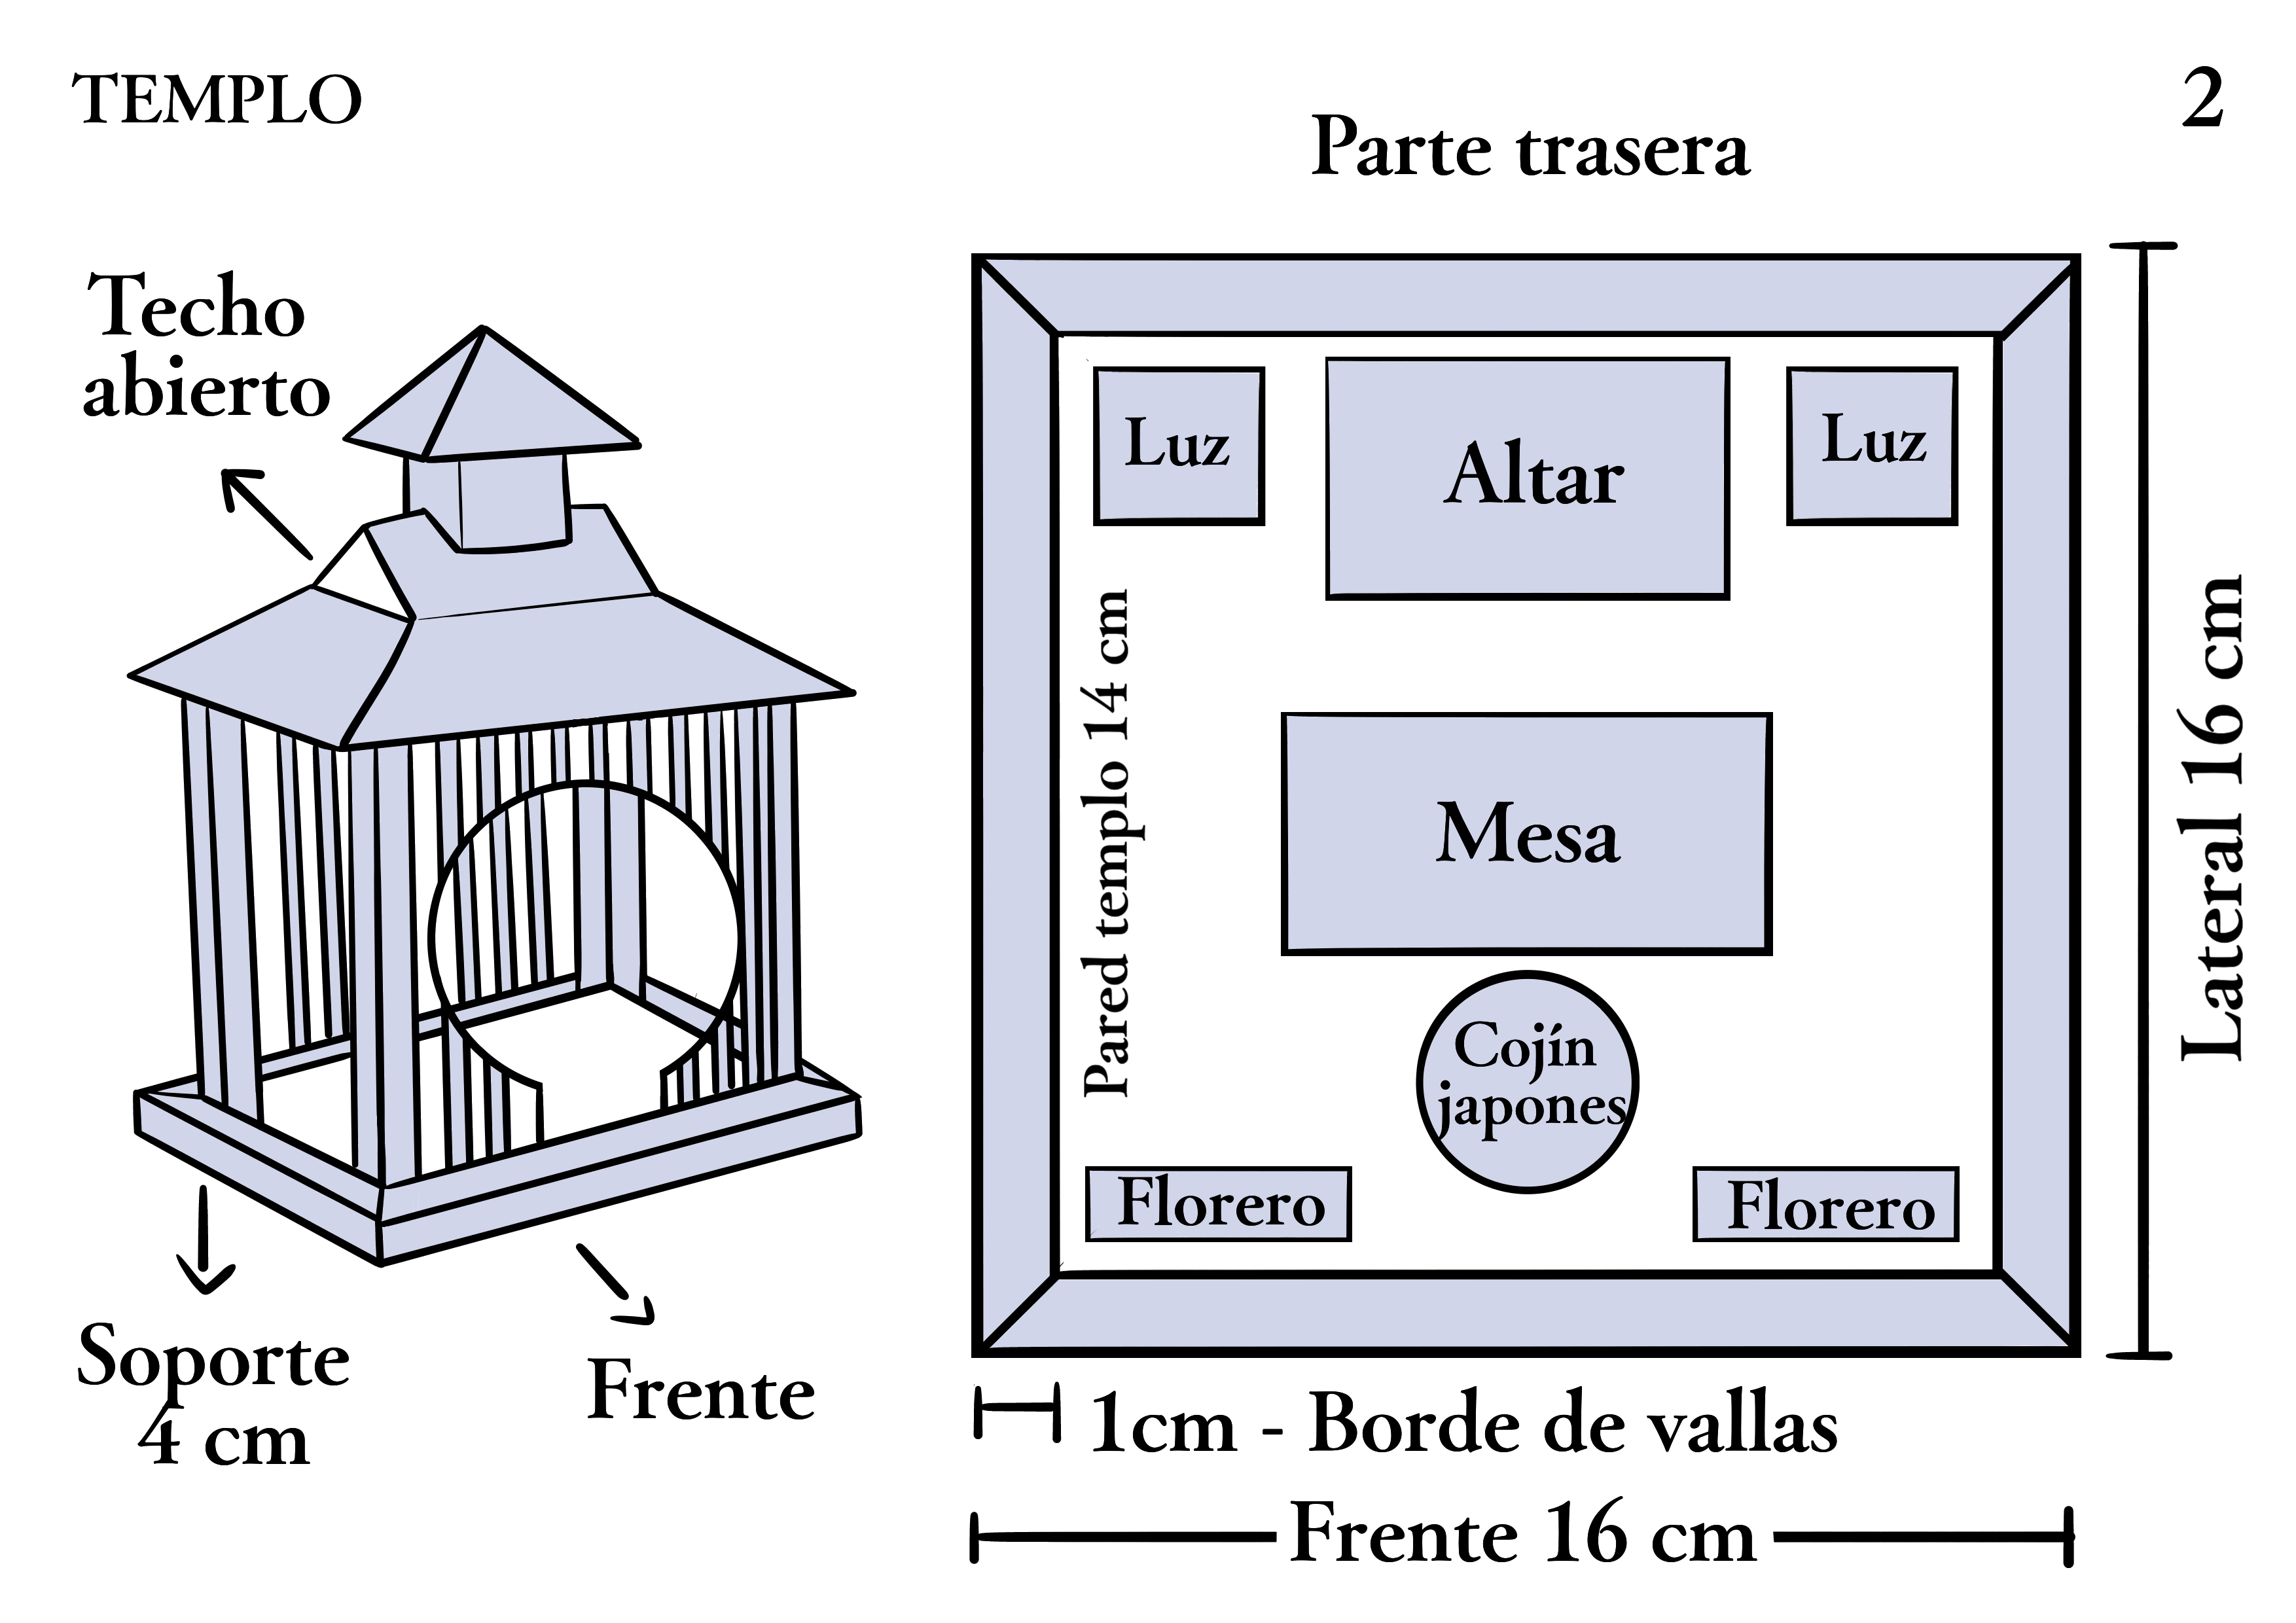 TEMPLO
2
Parte trasera
Techo
abierto
Luz
Altar
Luz
Pared templo 14 cm
Lateral 16 cm
Mesa
Cojín
japones
Florero
Florero
Soporte
4 cm
Frente
1cm - Borde de vallas
Frente 16 cm